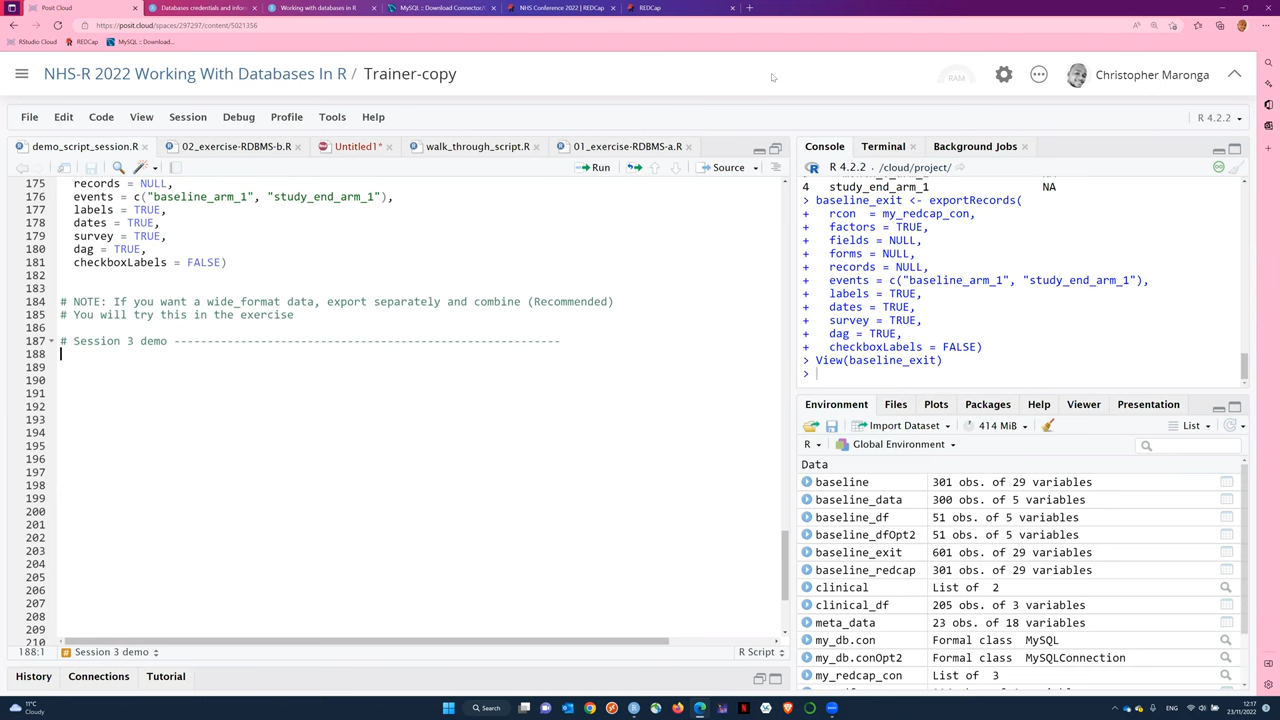 Posit Cloud
Databases credentials and infor
Working with databases in R
MySQL :: Download Connector/O
NHS Conference 2022 | REDCap
REDCap
https://posit.cloud/spaces/297297/content/5021356
RStudio Cloud
REDCap
MySQL :: Download...
NHS-R 2022 Working With Databases In R / Trainer-copy
RAM
Christopher Maronga
File Edit Code View Session Debug Profile Tools Help
R 4.2.2
demo_script_session.R
02_exercise-RDBMS-b.R
Untitled1*
walk_through_script.R
01_exercise-RDBMS-a.R
Run
Source
175 records = NULL,
176 events = c("baseline_arm_1", "study_end_arm_1"),
177 labels = TRUE,
178 dates = TRUE,
179 survey = TRUE,
180 dag = TRUE,
181 checkboxLabels = FALSE)
182
183
184 # NOTE: If you want a wide_format data, export separately and combine (Recommended)
185 # You will try this in the exercise
186
187 # Session 3 demo -----------------------------------------------------------
188
189
190
191
192
193
194
195
196
197
198
199
200
201
202
203
204
205
206
207
208
209
210
188:1 Session 3 demo R Script
History Connections Tutorial
Console Terminal Background Jobs
R 4.2.2 · /cloud/project/
4 study_end_arm_1 NA
> baseline_exit <- exportRecords(
+ rcon = my_redcap_con,
+ factors = TRUE,
+ fields = NULL,
+ forms = NULL,
+ records = NULL,
+ events = c("baseline_arm_1", "study_end_arm_1"),
+ labels = TRUE,
+ dates = TRUE,
+ survey = TRUE,
+ dag = TRUE,
+ checkboxLabels = FALSE)
> View(baseline_exit)
>
Environment Files Plots Packages Help Viewer Presentation
Import Dataset 414 MiB List
R Global Environment
Data
baseline 301 obs. of 29 variables
baseline_data 300 obs. of 5 variables
baseline_df 51 obs. of 5 variables
baseline_dfOpt2 51 obs. of 5 variables
baseline_exit 601 obs. of 29 variables
baseline_redcap 301 obs. of 29 variables
clinical List of 2
clinical_df 205 obs. of 3 variables
meta_data 23 obs. of 18 variables
my_db.con Formal class MySQL
my_db.conOpt2 Formal class MySQLConnection
my_redcap_con List of 3
11°C
Cloudy
Search
ENG
12:17
23/11/2022